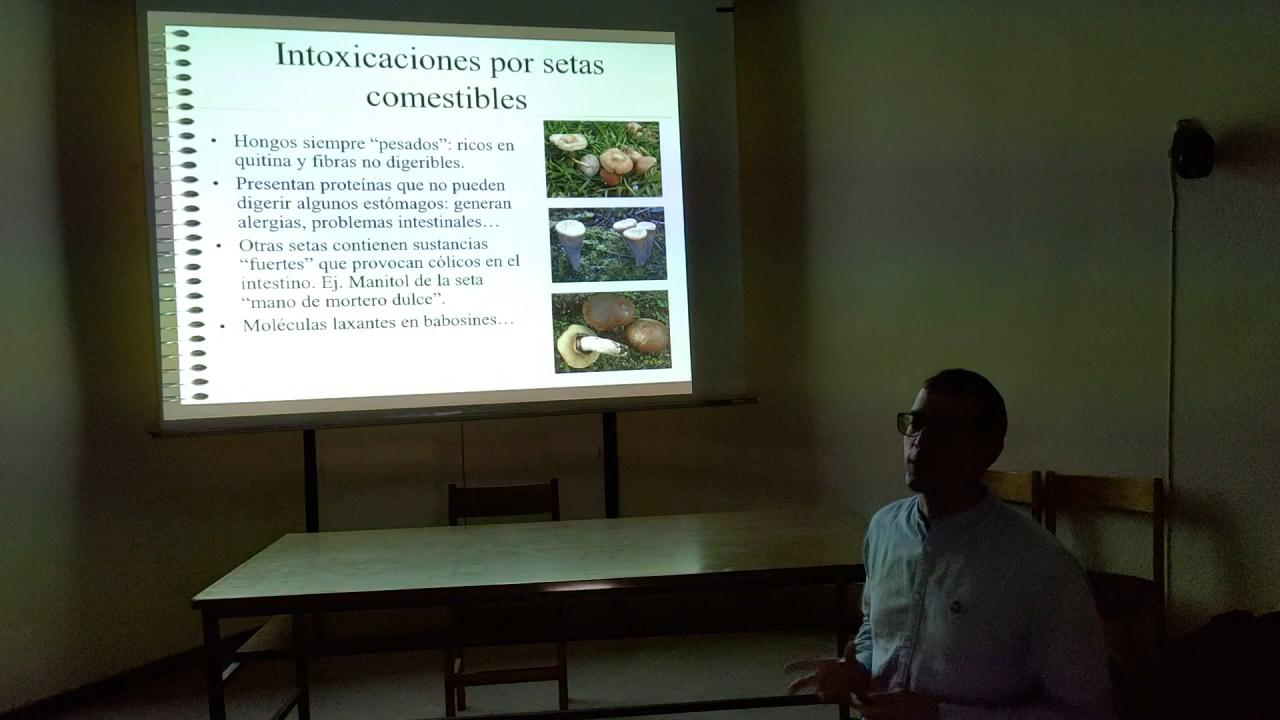 Intoxicaciones por setas
comestibles
• Hongos siempre “pesados”: ricos en
quitina y fibras no digeribles.
• Presentan proteínas que no pueden
digerir algunos estómagos: generan
alergias, problemas intestinales…
• Otras setas contienen sustancias
“fuertes” que provocan cólicos en el
intestino. Ej. Manitol de la seta
“mano de mortero dulce”.
• Moléculas laxantes en babosines…